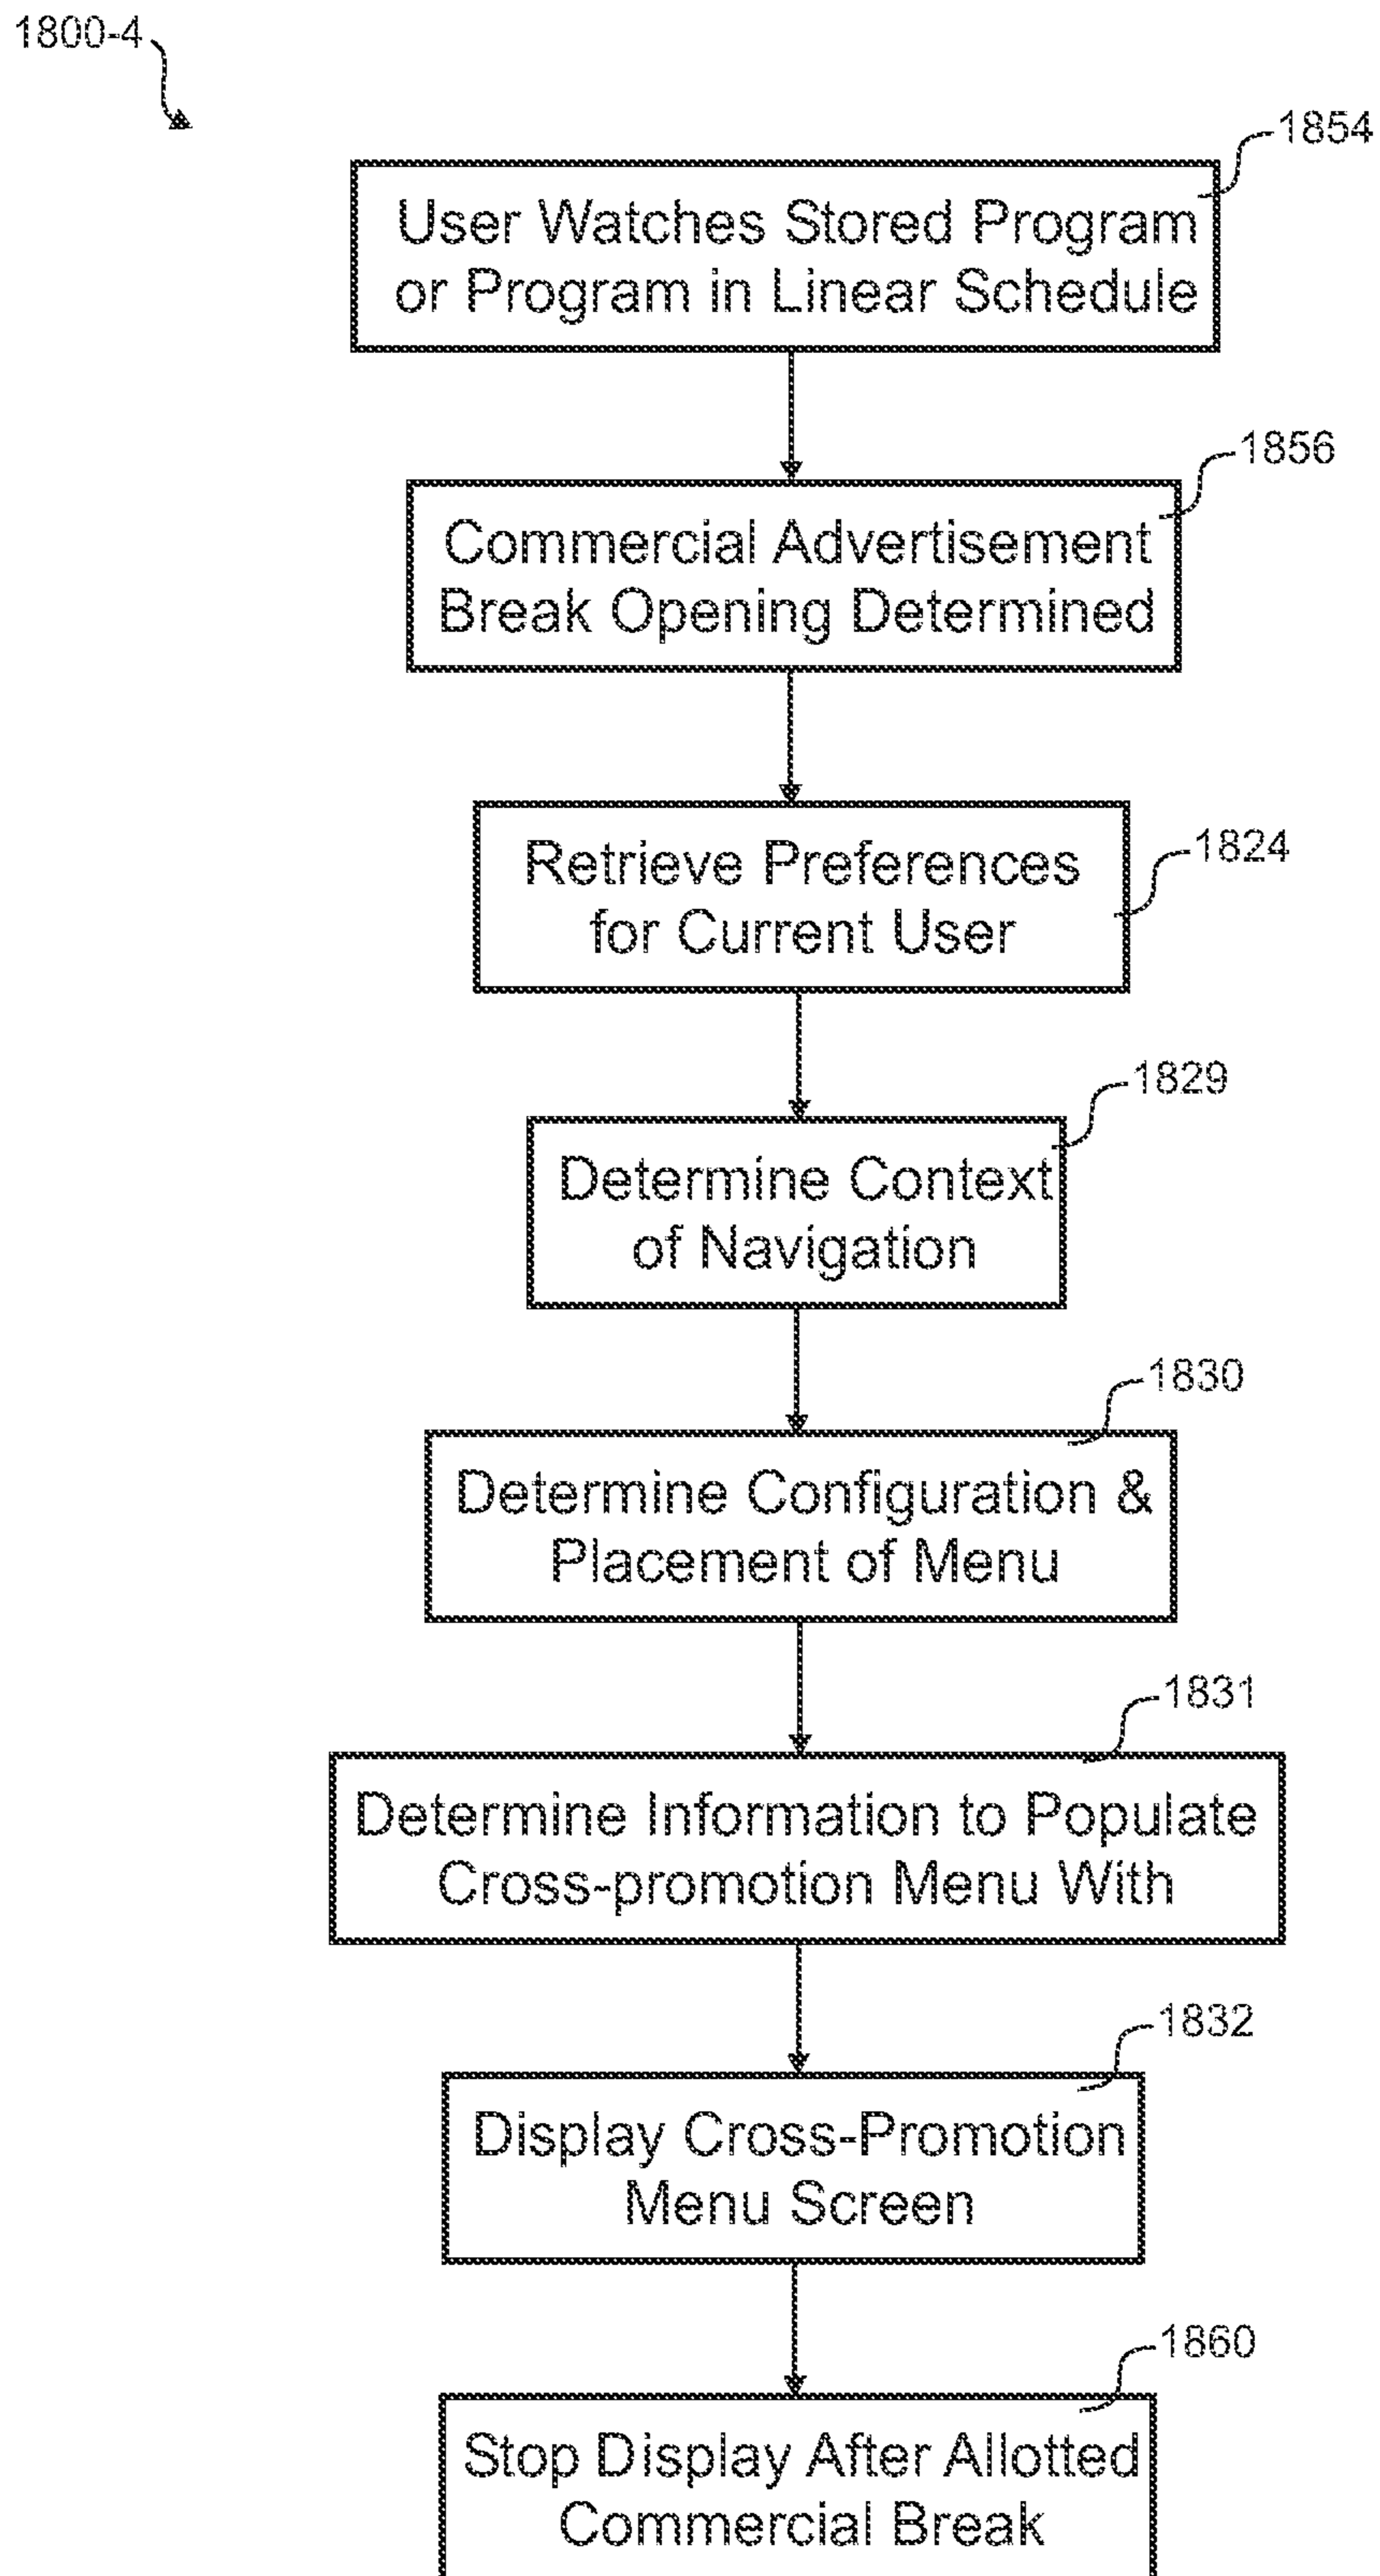 1800-4
1854
User Watches Stored Program
or Program in Linear Schedule
1856
Commercial Advertisement
Break Opening Determined
1824
Retrieve Preferences
for Current User
1829
Determine Context
of Navigation
1830
Determine Configuration &
Placement of Menu
1831
Determine Information to Populate
Cross-promotion Menu With
1832
Display Cross-Promotion
Menu Screen
1860
Stop Display After Allotted
Commercial Break